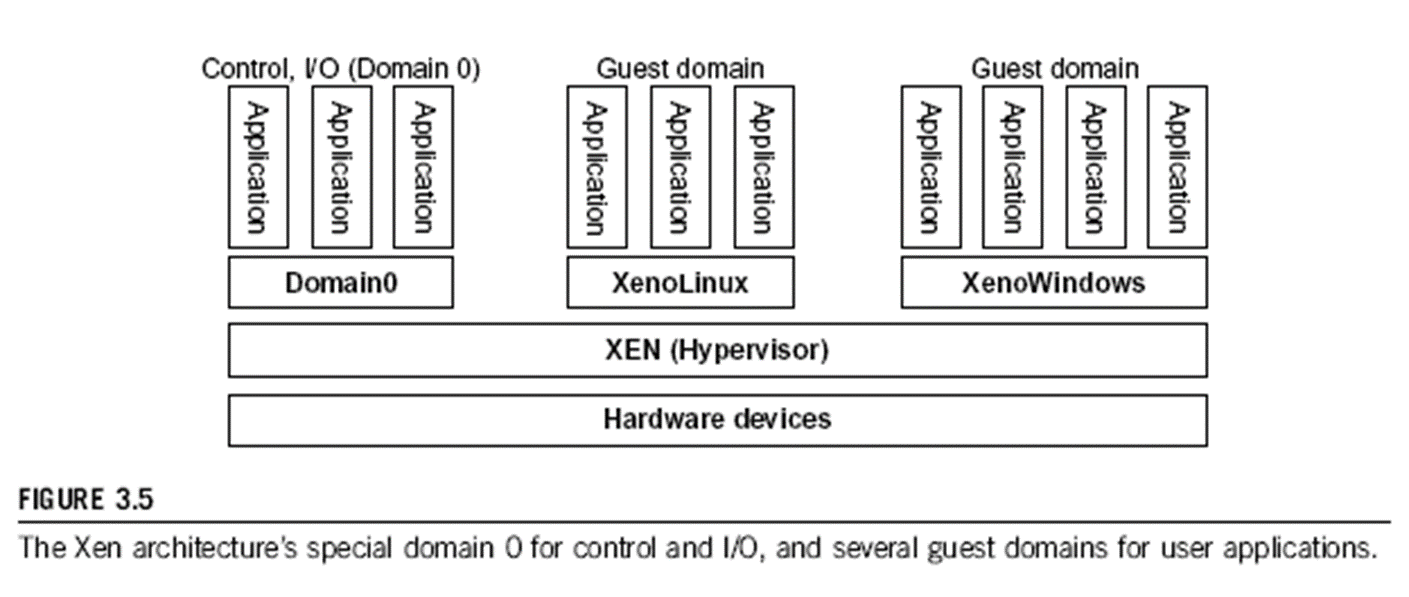 Control, I/O (Domain 0) Guest domain Guest domain
Application Application Application Application Application Application Application Application Application Application
Domain0 XenoLinux XenoWindows
XEN (Hypervisor)
Hardware devices
FIGURE 3.5
The Xen architecture's special domain 0 for control and I/O, and several guest domains for user applications.